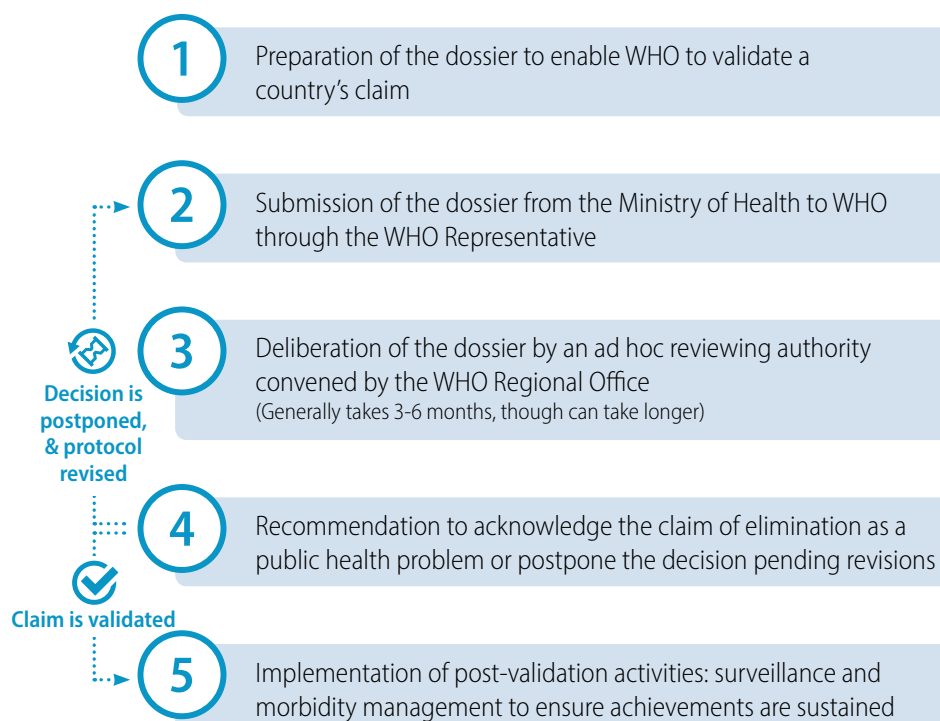 1
Preparation of the dossier to enable WHO to validate a
country's claim
2
Submission of the dossier from the Ministry of Health to WHO
through the WHO Representative
3
Deliberation of the dossier by an ad hoc reviewing authority
convened by the WHO Regional Office
(Generally takes 3-6 months, though can take longer)
Decision is
postponed,
& protocol
revised
4
Recommendation to acknowledge the claim of elimination as a
public health problem or postpone the decision pending revisions
Claim is validated
5
Implementation of post-validation activities: surveillance and
morbidity management to ensure achievements are sustained